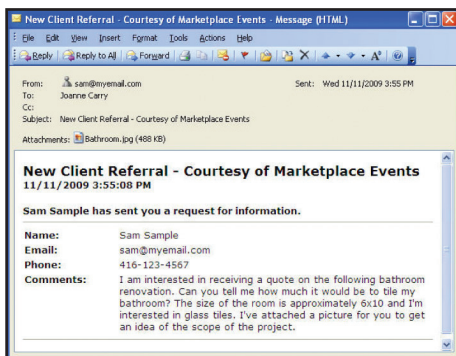 New Client Referral - Courtesy of Marketplace Events - Message (HTML)
File Edit View Insert Format Tools Actions Help
Reply Reply to All Forward
From: sam@myemail.com Sent: Wed 11/11/2009 3:55 PM
To: Joanne Carry
Cc:
Subject: New Client Referral - Courtesy of Marketplace Events
Attachments: Bathroom.jpg (488 KB)
New Client Referral - Courtesy of Marketplace Events
11/11/2009 3:55:08 PM
Sam Sample has sent you a request for information.
Name: Sam Sample
Email: sam@myemail.com
Phone: 416-123-4567
Comments: I am interested in receiving a quote on the following bathroom
renovation. Can you tell me how much it would be to tile my
bathroom? The size of the room is approximately 6x10 and I'm
interested in glass tiles. I've attached a picture for you to get
an idea of the scope of the project.